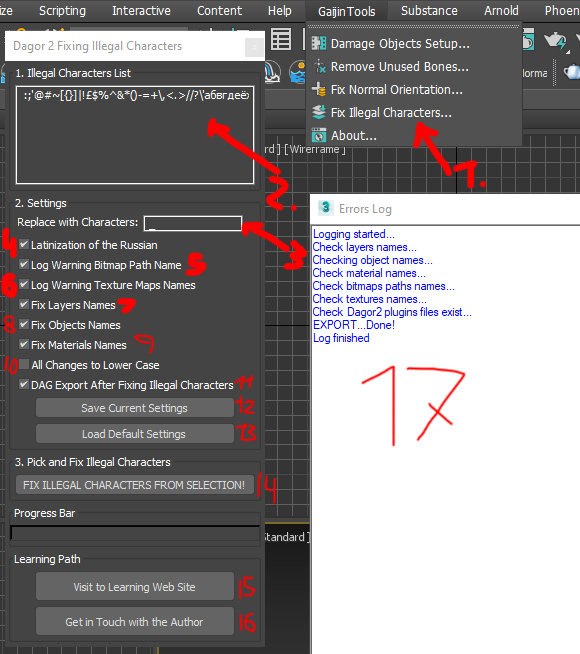 ze Scripting Interactive Content Help GaijinTools Substance Arnold Phoen
Damage Objects Setup...
Remove Unused Bones...
Fix Normal Orientation...
Fix Illegal Characters...
About...
lorma
rd ] [Wireframe ]
1.
Dagor 2 Fixing Illegal Characters
x
1. Illegal Characters List
:;'@#~[{}]|!£$%^&*()-=+\,<.>//?\'абвгдеё
2.
2. Settings
Replace with Characters: _
3
4 Latinization of the Russian
Log Warning Bitmap Path Name 5
6 Log Warning Texture Maps Names
Fix Layers Names 7
8 Fix Objects Names
Fix Materials Names 9
10 All Changes to Lower Case
DAG Export After Fixing Illegal Characters 11
Save Current Settings 12
Load Default Settings 13
3. Pick and Fix Illegal Characters
FIX ILLEGAL CHARACTERS FROM SELECTION! 14
Progress Bar
Standard ]
Learning Path
Visit to Learning Web Site 15
Get in Touch with the Author 16
3 Errors Log
Logging started...
Check layers names...
Checking object names...
Check material names...
Check bitmaps paths names...
Check textures names...
Check Dagor2 plugins files exist...
EXPORT...Done!
Log finished
17